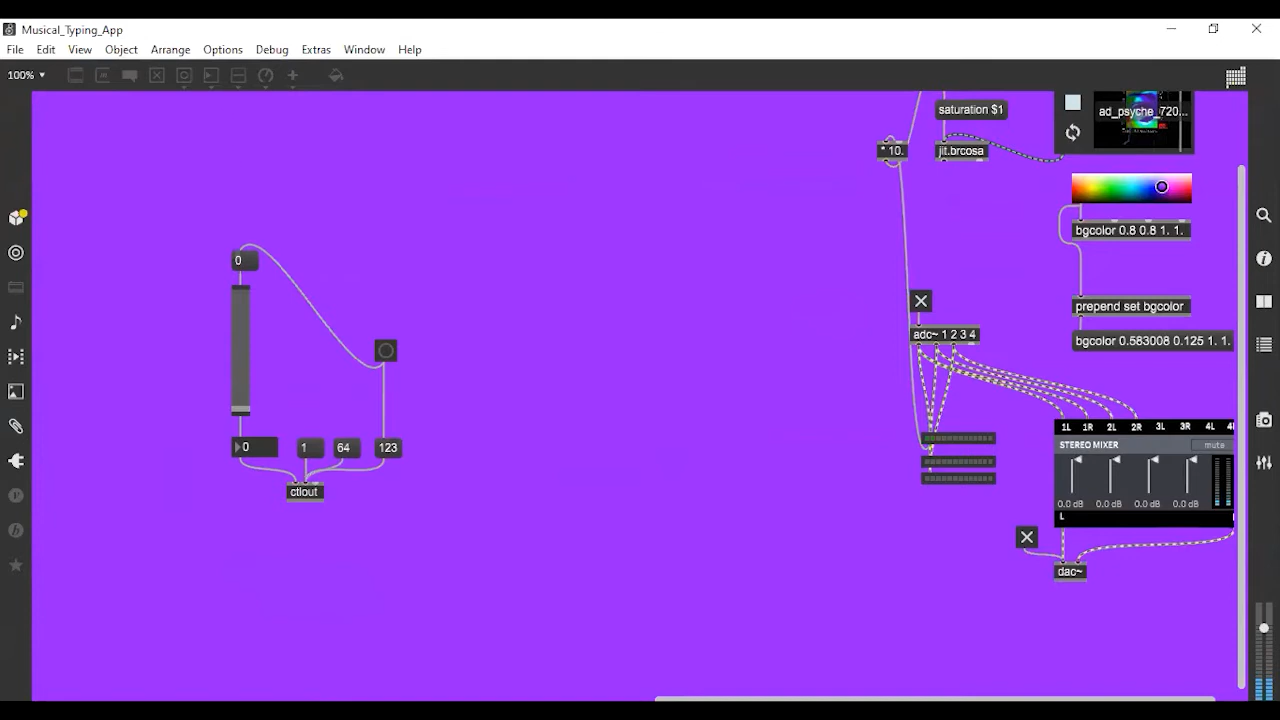 Musical_Typing_App
File Edit View Object Arrange Options Debug Extras Window Help
100%
saturation $1
ad_psyche_720...
* 10.
jit.brcosa
bgcolor 0.8 0.8 1. 1.
0
prepend set bgcolor
adc~ 1 2 3 4
bgcolor 0.583008 0.125 1. 1.
1L 1R 2L 2R 3L 3R 4L
STEREO MIXER mute
0 1 64 123
ctlout
0.0 dB 0.0 dB 0.0 dB 0.0 dB
L
dac~